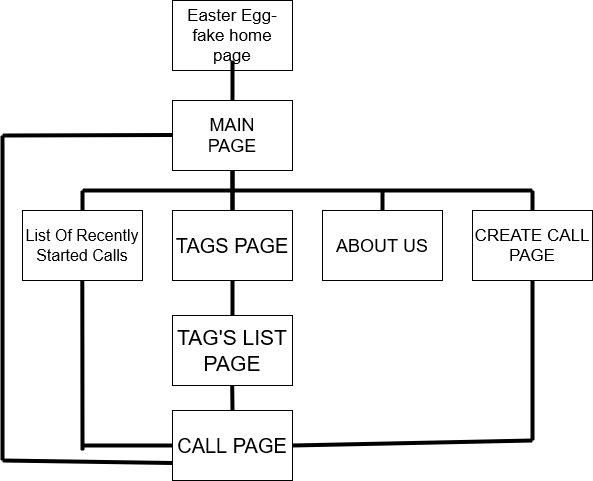 Easter Egg-
fake home
page
MAIN
PAGE
List Of Recently
Started Calls
TAGS PAGE
ABOUT US
CREATE CALL
PAGE
TAG'S LIST
PAGE
CALL PAGE